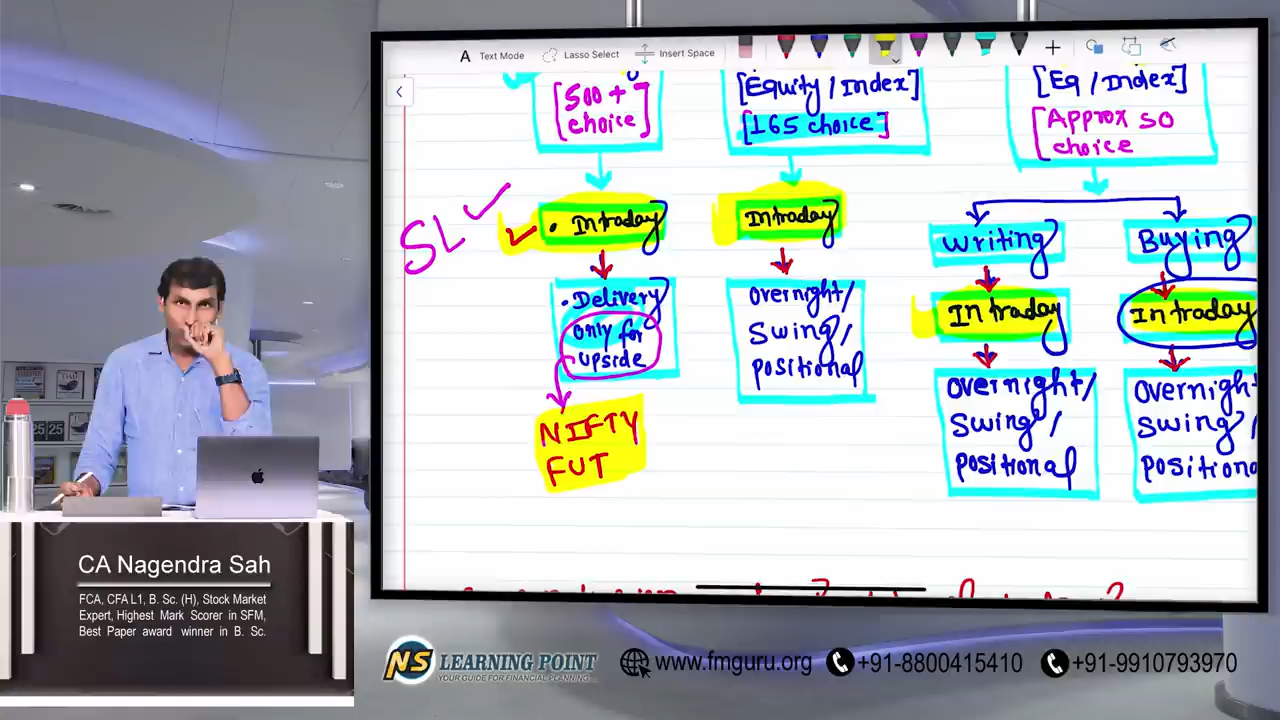 Text Mode
Lasso Select
Insert Space
[500+
choice]
[Equity / Index]
[165 choice]
[Eq / Index]
[Approx 50
choice
SL
• Intraday
Intraday
Writing
Buying
Intraday
Intraday
• Delivery
only for
upside
Overnight/
Swing/
positional
NIFTY
FUT
Overnight/
Swing/
positional
Overnight
Swing/
positiona
CA Nagendra Sah
FCA, CFA L1, B. Sc. (H), Stock Market
Expert, Highest Mark Scorer in SFM,
Best Paper award winner in B. Sc.
NS LEARNING POINT
YOUR GUIDE FOR FINANCIAL PLANNING...
www.fmguru.org
+91-8800415410
+91-9910793970